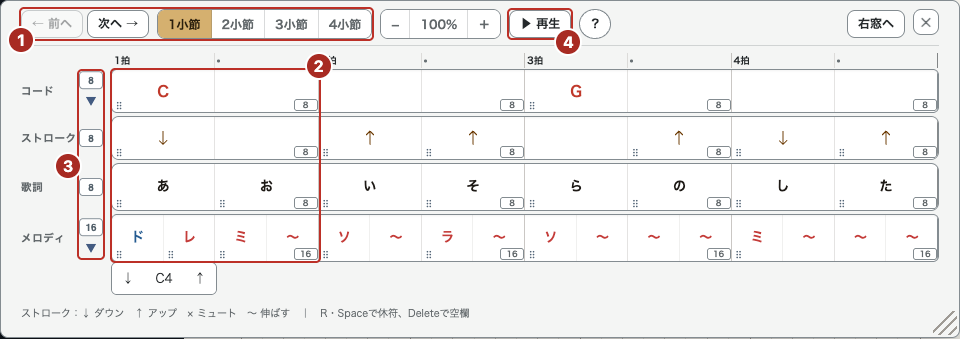 ← 前へ 次へ → 1小節 2小節 3小節 4小節 − 100% + ▶ 再生 ? 右窓へ ×
1 4
1拍 • 拍 • 3拍 • 4拍 •
2
コード 8 ▼ C 8 8 G 8 8
ストローク 8 ↓ 8 ↑ ↑ 8 ↑ 8 ↓ ↑ 8
3
歌詞 8 あ お 8 い そ 8 ら の 8 し た 8
メロディ 16 ▼ ド レ ミ 〜 16 ソ 〜 ラ 〜 16 ソ 〜 〜 〜 16 ミ 〜 〜 〜 16
↓ C4 ↑
ストローク：↓ ダウン ↑ アップ × ミュート 〜 伸ばす | R・Spaceで休符、Deleteで空欄